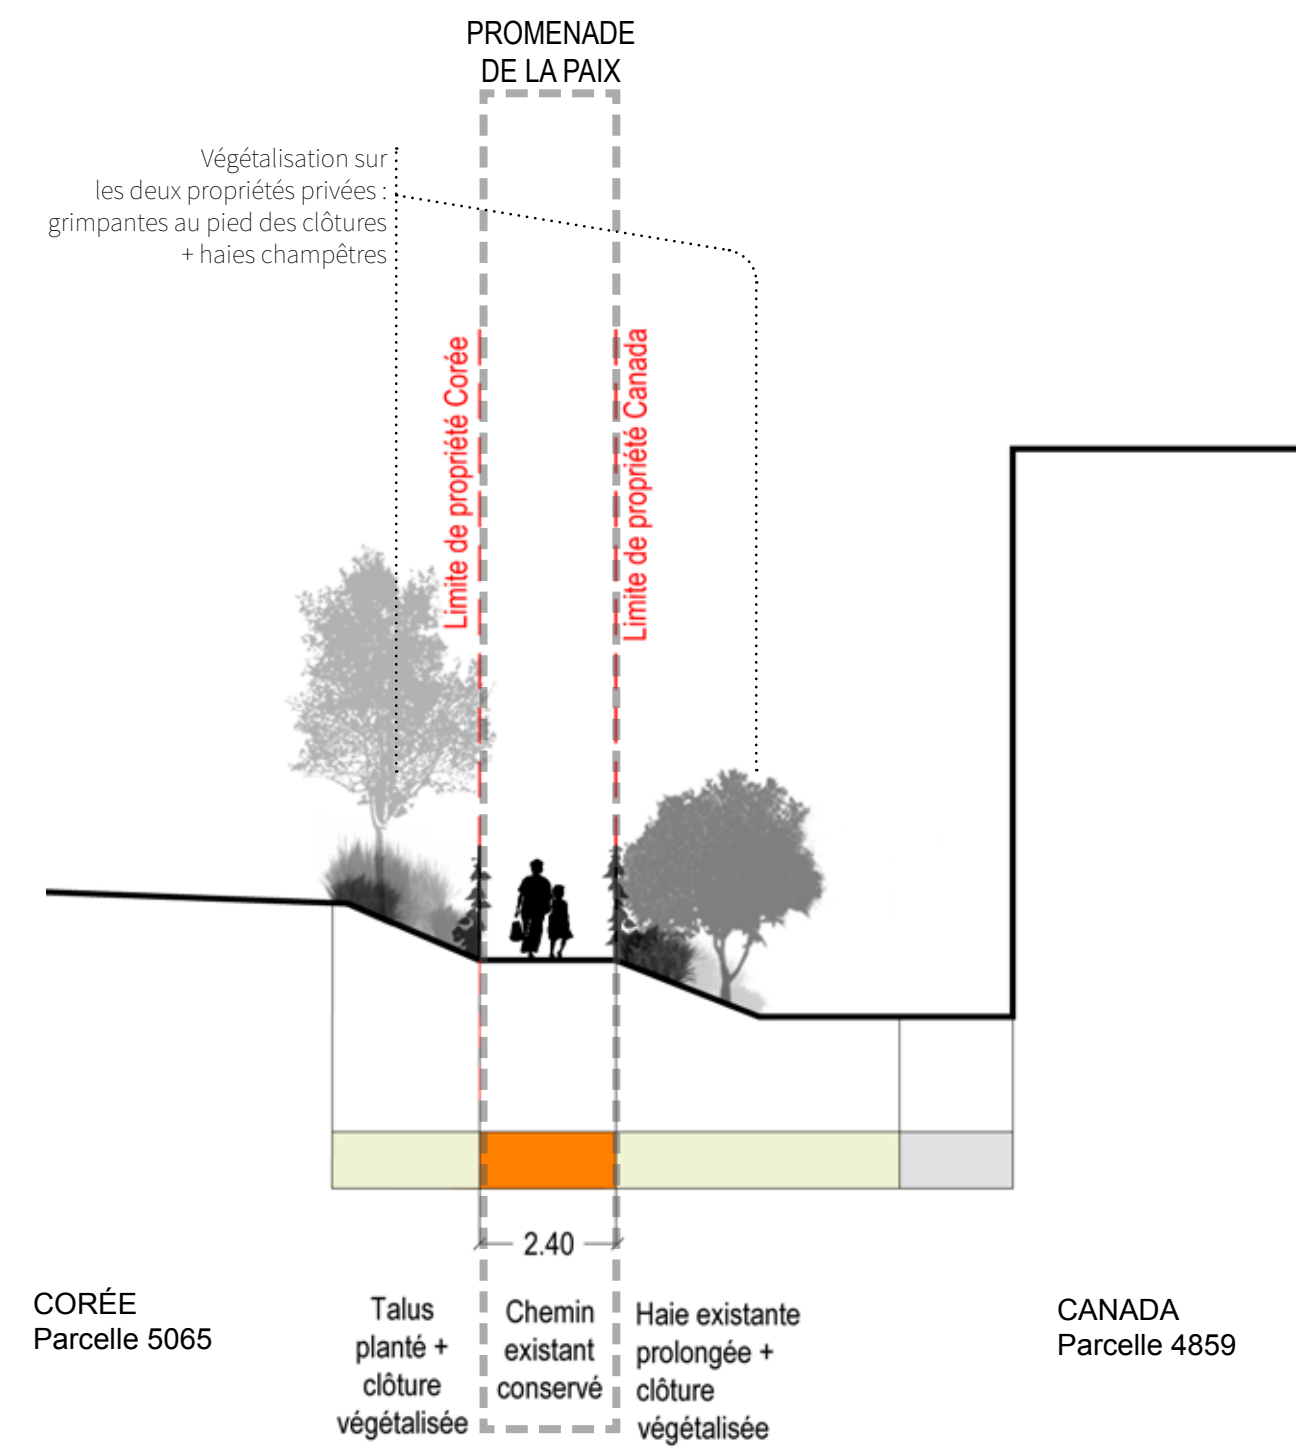 PROMENADE
DE LA PAIX
Végétalisation sur
les deux propriétés privées :
grimpantes au pied des clôtures
+ haies champêtres
Limite de propriété Corée
Limite de propriété Canada
2.40
CORÉE
Parcelle 5065
Talus
planté +
clôture
végétalisée
Chemin
existant
conservé
Haie existante
prolongée +
clôture
végétalisée
CANADA
Parcelle 4859